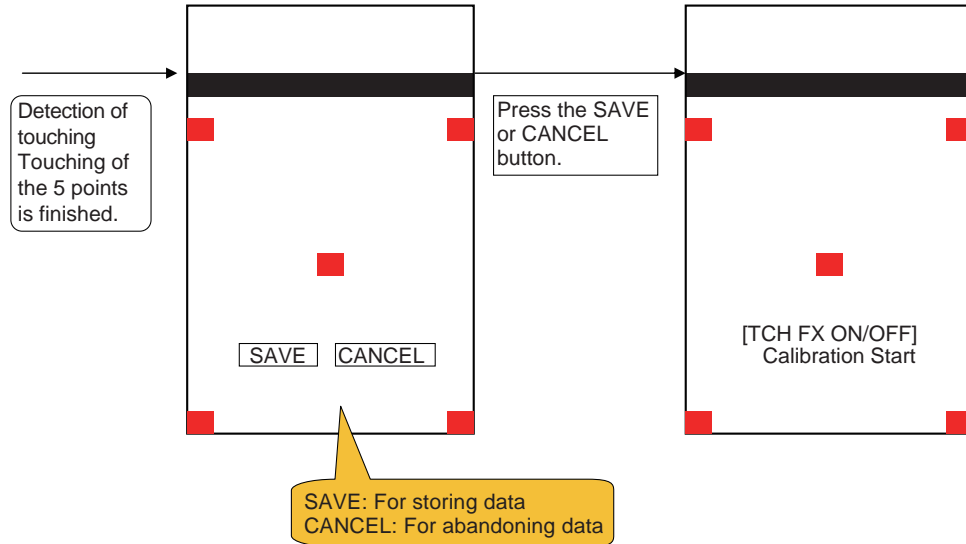 Detection of
touching
Touching of
the 5 points
is finished.
Press the SAVE
or CANCEL
button.
SAVE
CANCEL
[TCH FX ON/OFF]
Calibration Start
SAVE: For storing data
CANCEL: For abandoning data